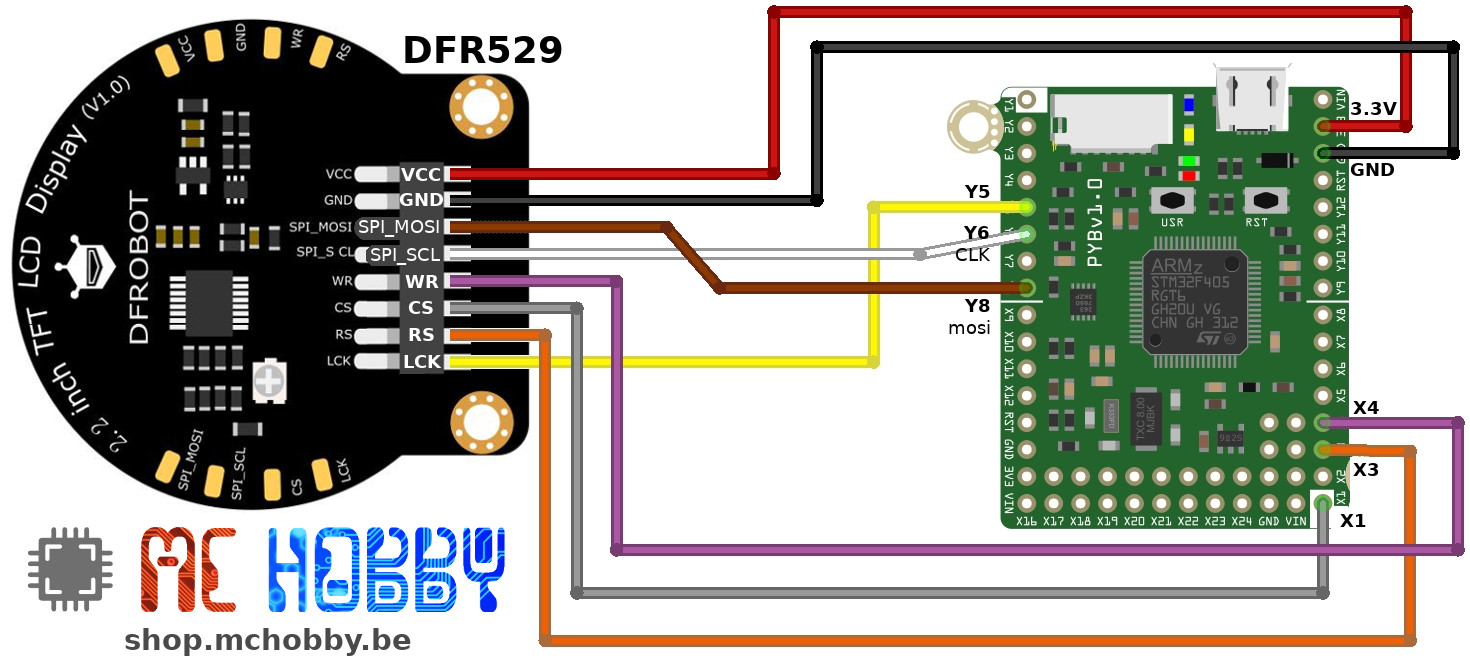 DFR529
VCC
GND
WR
RS
2.2 inch TFT LCD Display (V1.0)
DFROBOT
VCC
GND
SPI_MOSI
SPI_S CL
WR
CS
RS
LCK
VCC
GND
SPI_MOSI
SPI_SCL
WR
CS
RS
LCK
SPI_MOSI
SPI_SCL
CS
LCK
3.3V
GND
Y5
Y6
CLK
Y8
mosi
X4
X3
X1
Y1
Y2
Y3
Y4
Y7
X9
X10
X11
X12
RST
GND
3V3
VIN
VIN
RST
Y12
Y11
Y10
Y9
X8
X7
X6
X5
X2
X1
PYBv1.0
USR
RST
ARM
STM32F405
RGT6
GH20U VG
CHN GH 312
ST
TXC 8.00
MJBK
X16 X17 X18 X19 X20 X21 X22 X23 X24 GND VIN
MC HOBBY
shop.mchobby.be